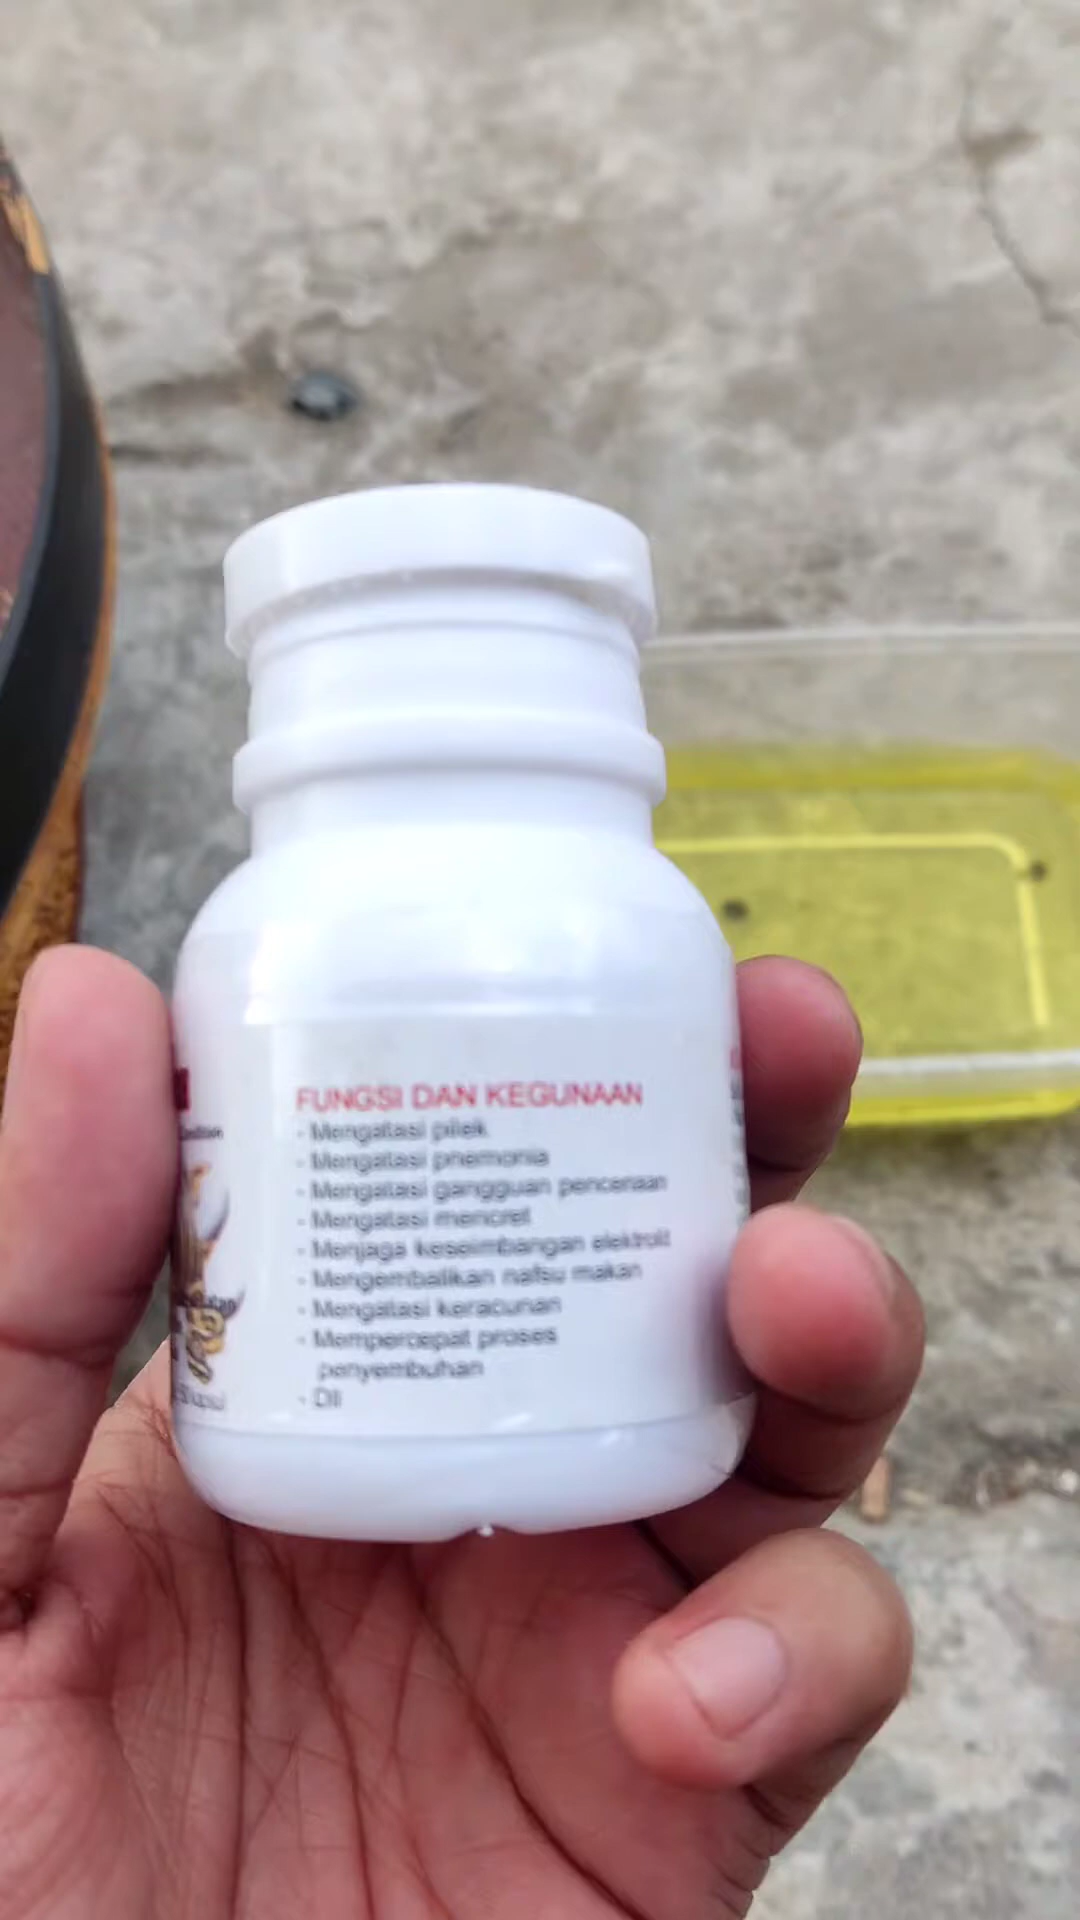 FUNGSI DAN KEGUNAAN
- Mengatasi pilek
- Mengatasi pnemonia
- Mengatasi gangguan pencernaan
- Mengatasi mencret
- Menjaga keseimbangan elektrolit
- Mengembalikan nafsu makan
- Mengatasi keracunan
- Mempercepat proses
penyembuhan
- Dll